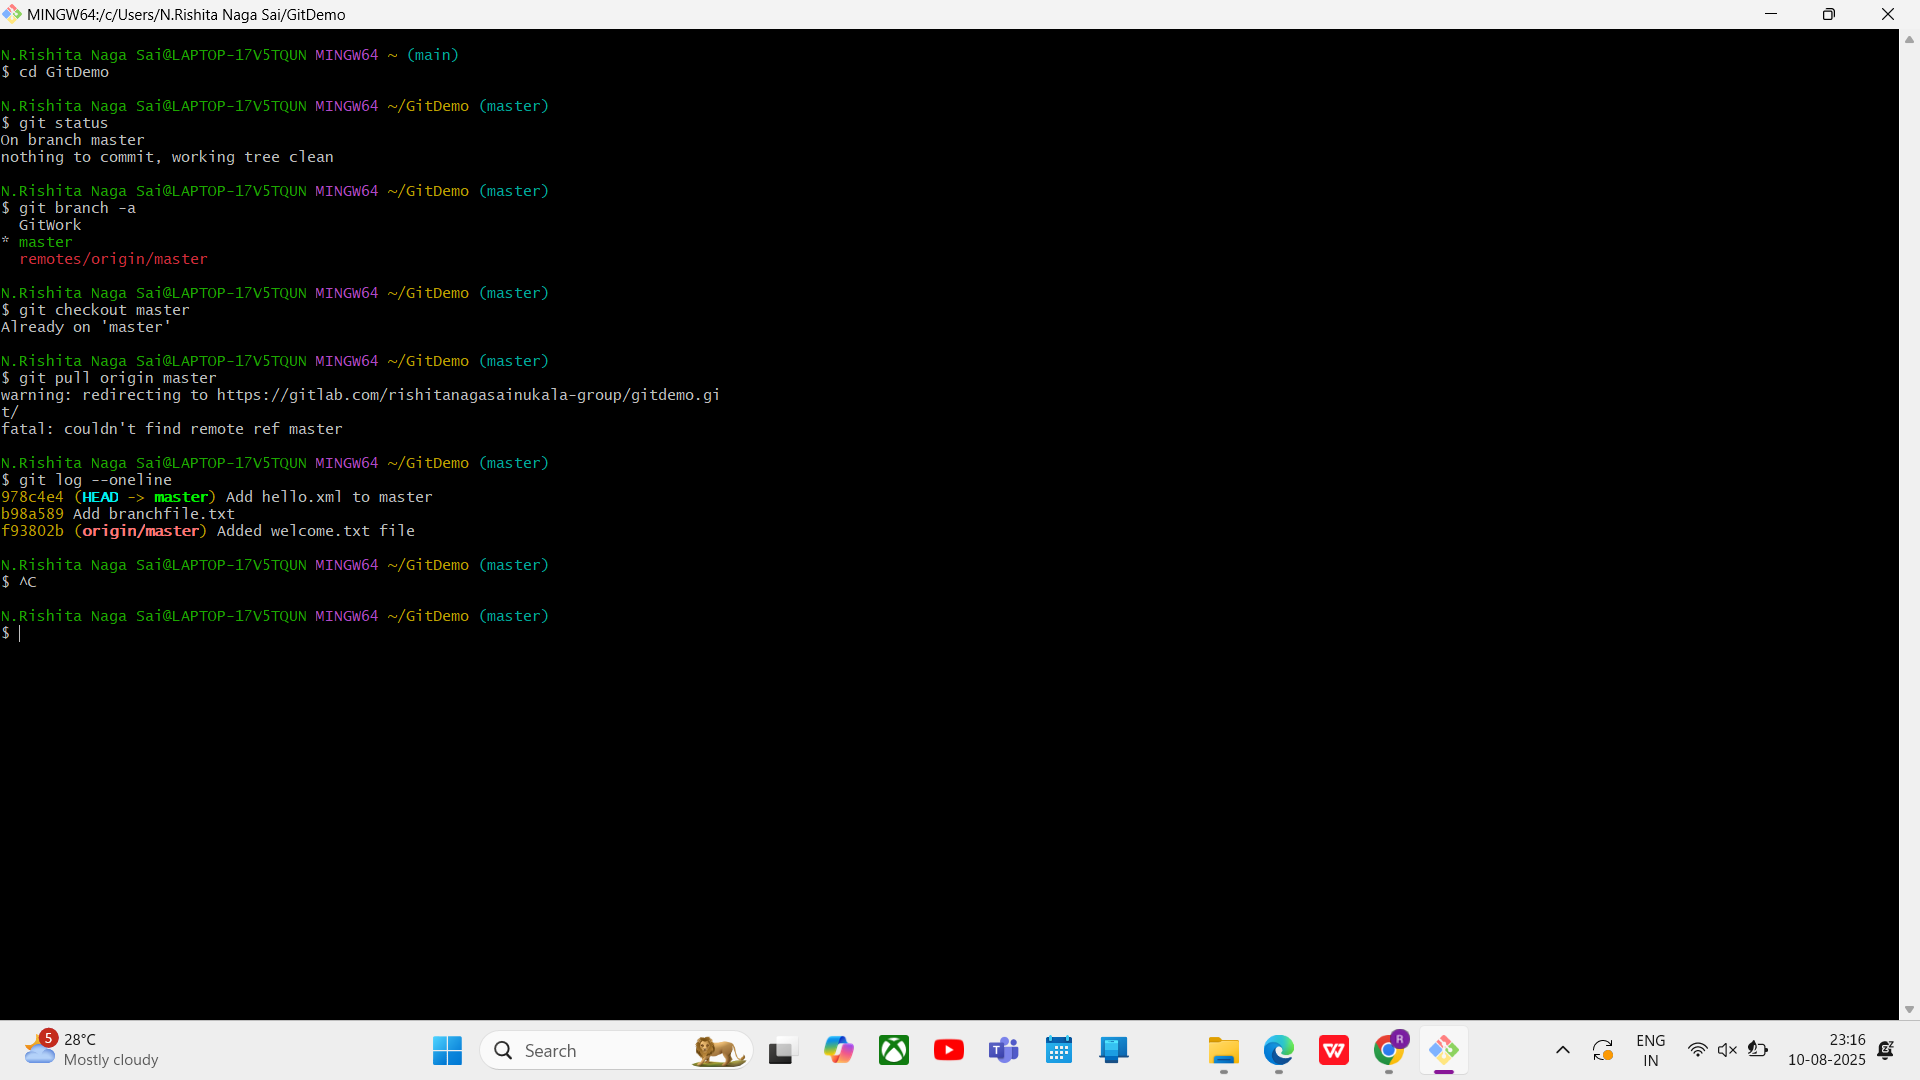 MINGW64:/c/Users/N.Rishita Naga Sai/GitDemo
N.Rishita Naga Sai@LAPTOP-17V5TQUN MINGW64 ~ (main)
$ cd GitDemo
N.Rishita Naga Sai@LAPTOP-17V5TQUN MINGW64 ~/GitDemo (master)
$ git status
On branch master
nothing to commit, working tree clean
N.Rishita Naga Sai@LAPTOP-17V5TQUN MINGW64 ~/GitDemo (master)
$ git branch -a
GitWork
* master
remotes/origin/master
N.Rishita Naga Sai@LAPTOP-17V5TQUN MINGW64 ~/GitDemo (master)
$ git checkout master
Already on 'master'
N.Rishita Naga Sai@LAPTOP-17V5TQUN MINGW64 ~/GitDemo (master)
$ git pull origin master
warning: redirecting to https://gitlab.com/rishitanagasainukala-group/gitdemo.gi
t/
fatal: couldn't find remote ref master
N.Rishita Naga Sai@LAPTOP-17V5TQUN MINGW64 ~/GitDemo (master)
$ git log --oneline
978c4e4 (HEAD -> master) Add hello.xml to master
b98a589 Add branchfile.txt
f93802b (origin/master) Added welcome.txt file
N.Rishita Naga Sai@LAPTOP-17V5TQUN MINGW64 ~/GitDemo (master)
$ ^C
N.Rishita Naga Sai@LAPTOP-17V5TQUN MINGW64 ~/GitDemo (master)
$
5
28°C
Mostly cloudy
Search
R
ENG
IN
23:16
10-08-2025